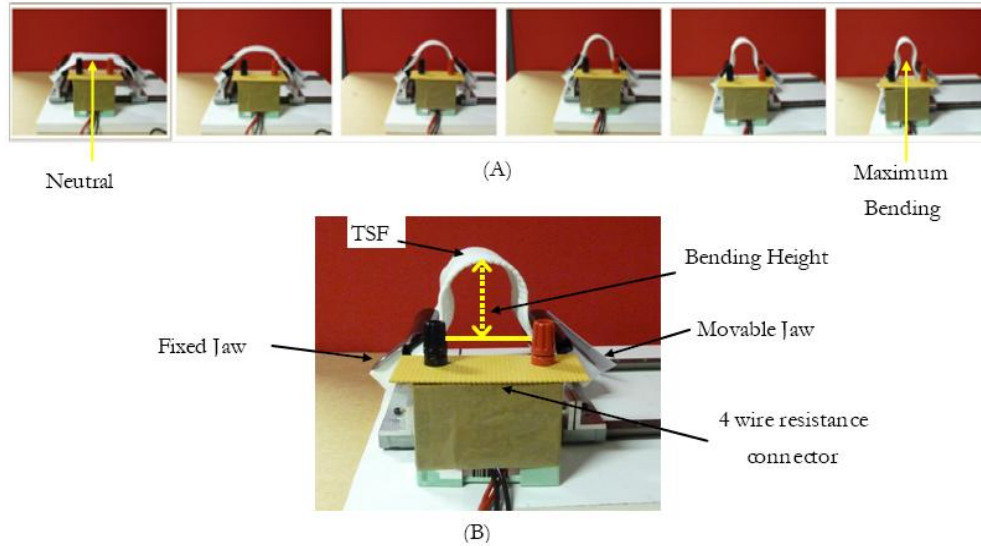 (A)
Neutral
Maximum
Bending
TSF
Bending Height
Fixed Jaw
Movable Jaw
4 wire resistance
connector
(B)